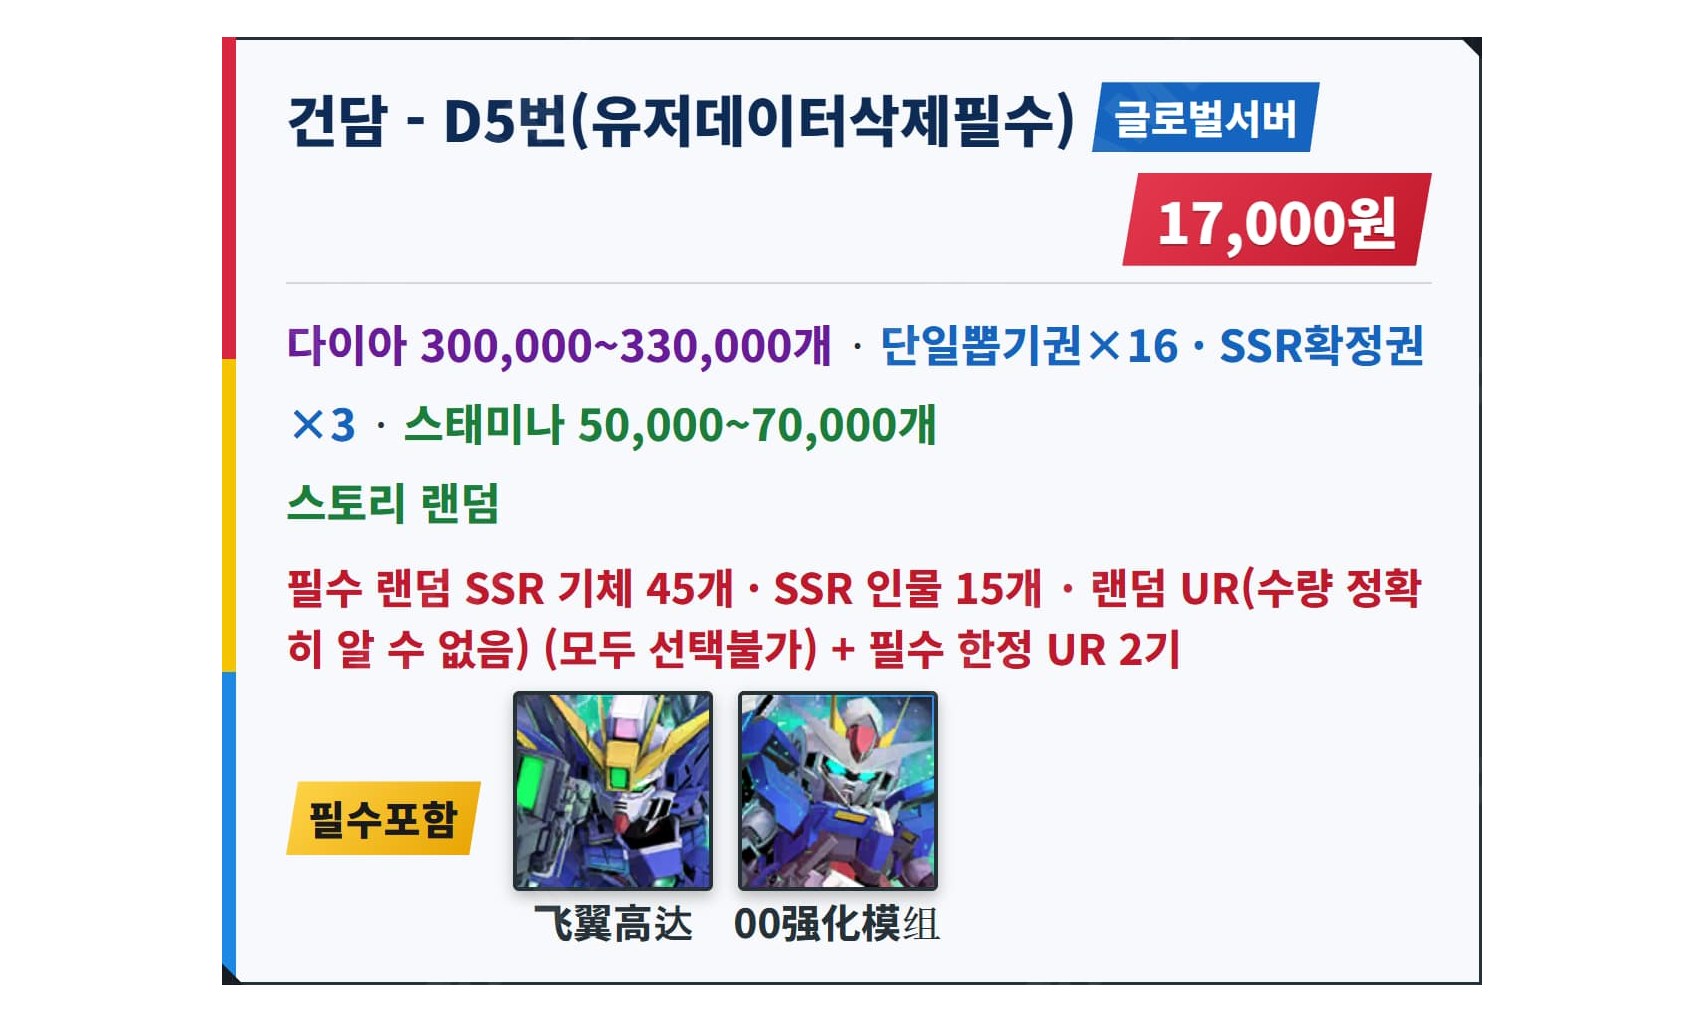 건담 - D5번(유저데이터삭제필수) 글로벌서버
17,000원
다이아 300,000~330,000개 · 단일뽑기권×16 · SSR확정권
×3 · 스태미나 50,000~70,000개
스토리 랜덤
필수 랜덤 SSR 기체 45개 · SSR 인물 15개 · 랜덤 UR(수량 정확
히 알 수 없음) (모두 선택불가) + 필수 한정 UR 2기
필수포함
飞翼高达 00强化模组